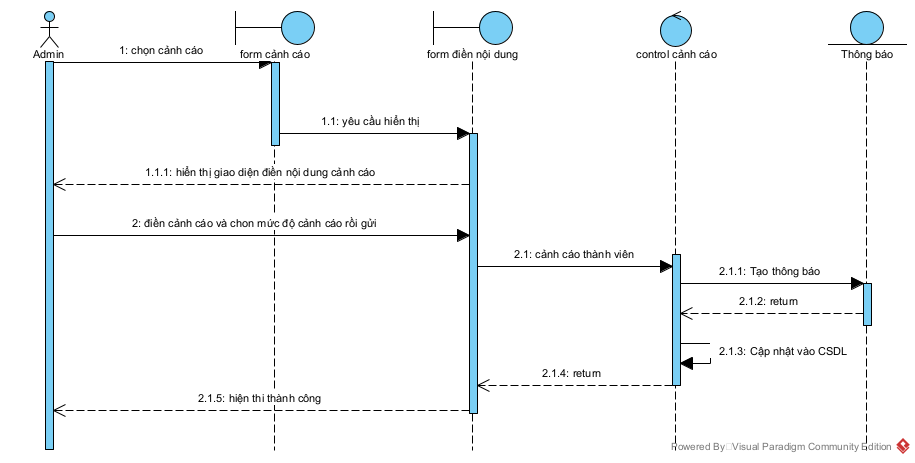 Admin
form cảnh cáo
form điền nội dung
control cảnh cáo
Thông báo
1: chọn cảnh cáo
1.1: yêu cầu hiển thị
1.1.1: hiển thị giao diện điền nội dung cảnh cáo
2: điền cảnh cáo và chon mức độ cảnh cáo rồi gửi
2.1: cảnh cáo thành viên
2.1.1: Tạo thông báo
2.1.2: return
2.1.3: Cập nhật vào CSDL
2.1.4: return
2.1.5: hiện thi thành công
Powered By Visual Paradigm Community Edition